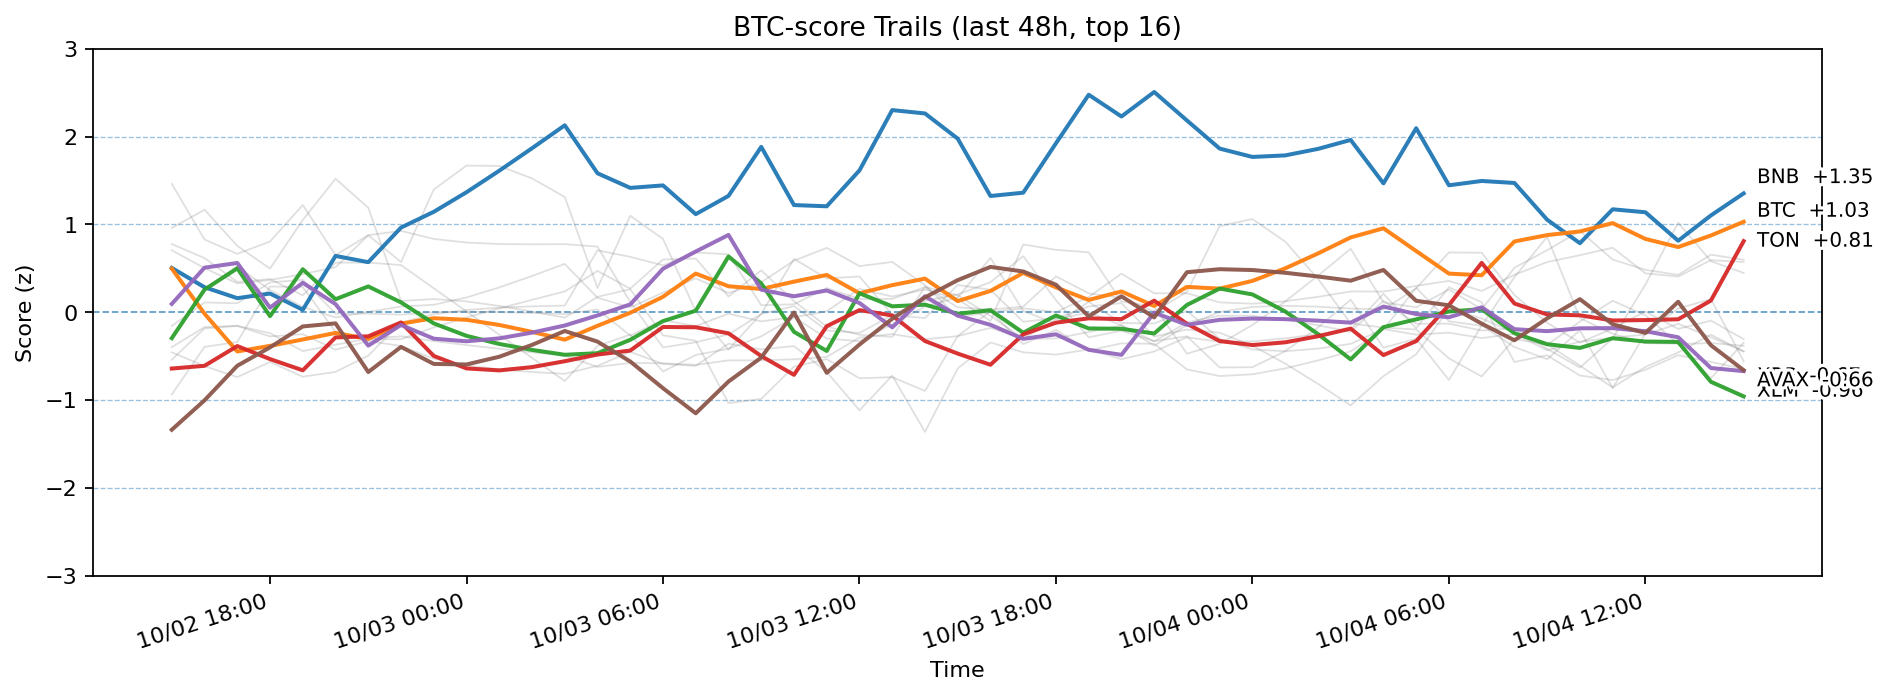 BTC-score Trails (last 48h, top 16)
Score (z)
3
2
1
0
−1
−2
−3
BNB +1.35
BTC +1.03
TON +0.81
AVAX -0.66
XLM -0.96
10/02 18:00
10/03 00:00
10/03 06:00
10/03 12:00
10/03 18:00
10/04 00:00
10/04 06:00
10/04 12:00
Time